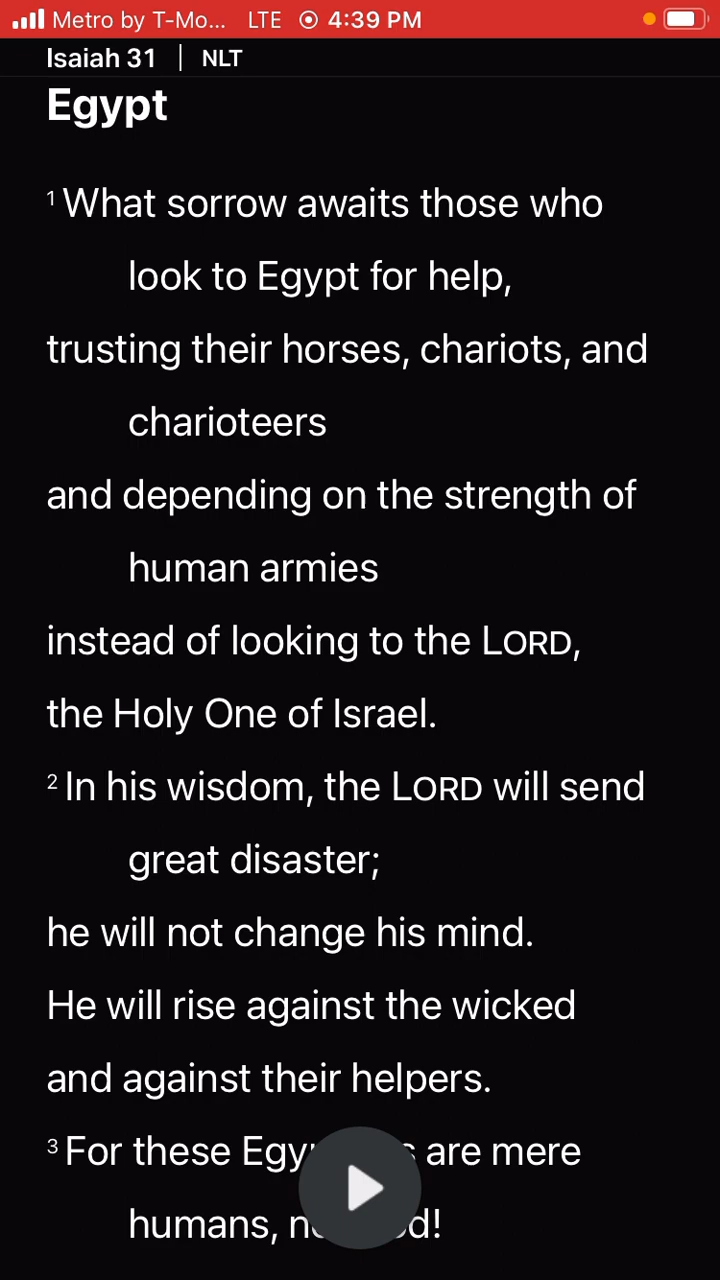 Metro by T-Mo... LTE 4:39 PM
Isaiah 31 | NLT
Egypt
1 What sorrow awaits those who
look to Egypt for help,
trusting their horses, chariots, and
charioteers
and depending on the strength of
human armies
instead of looking to the LORD,
the Holy One of Israel.
2 In his wisdom, the LORD will send
great disaster;
he will not change his mind.
He will rise against the wicked
and against their helpers.
3 For these are mere
humans,